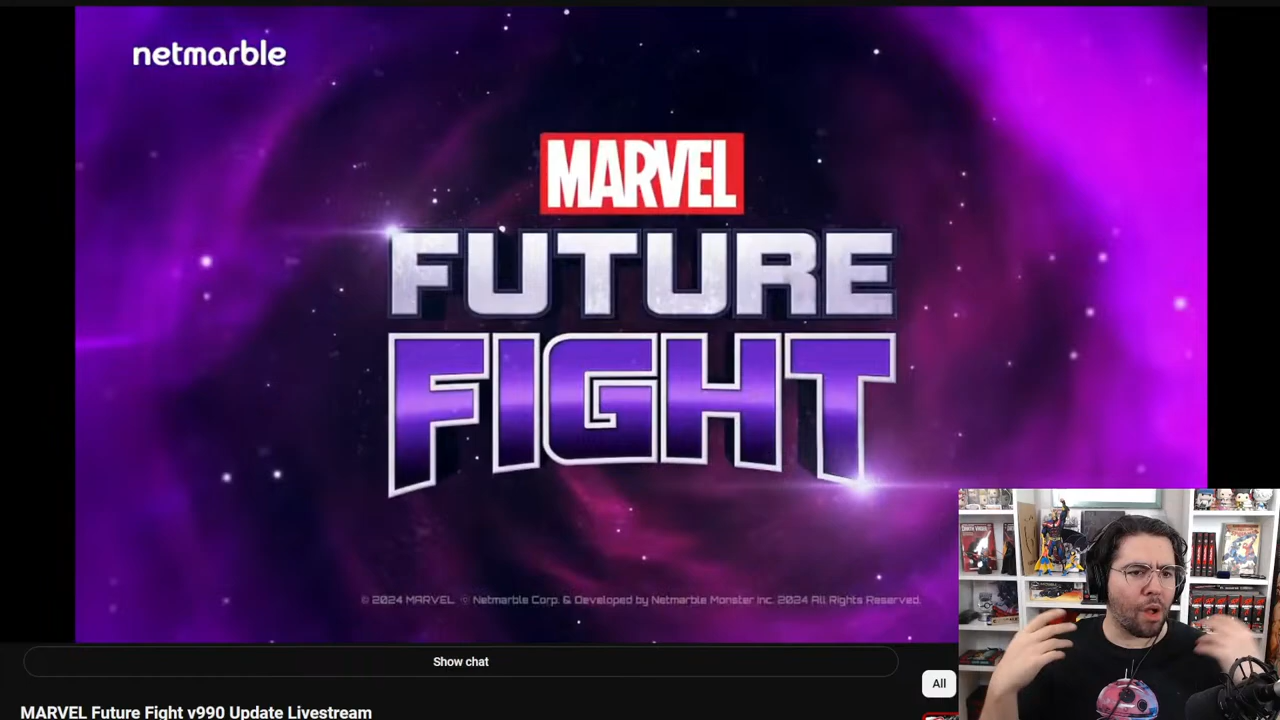 netmarble
MARVEL
FUTURE
FIGHT
© 2024 MARVEL. Netmarble Corp. & Developed by Netmarble Monster Inc. 2024 All Rights Reserved.
Show chat
All
MARVEL Future Fight v990 Update Livestream